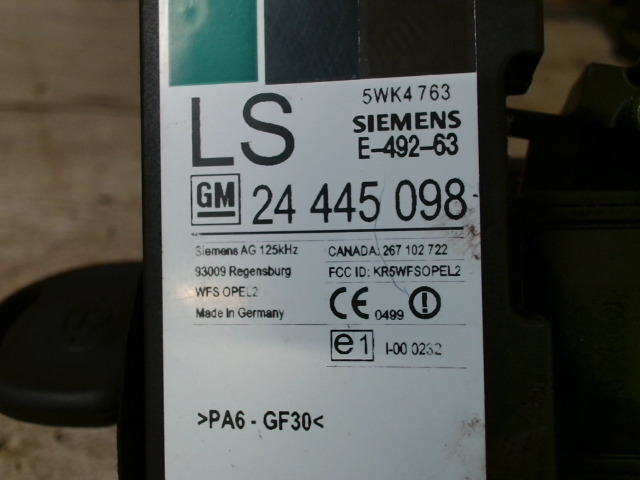 LS
5WK4 763
SIEMENS
E-492-63
GM 24 445 098
Siemens AG 125kHz
93009 Regensburg
WFS OPEL2
Made in Germany
CANADA: 267 102 722
FCC ID: KR5WFSOPEL2
CE 0499
e1 I-00 0232
>PA6 - GF30<